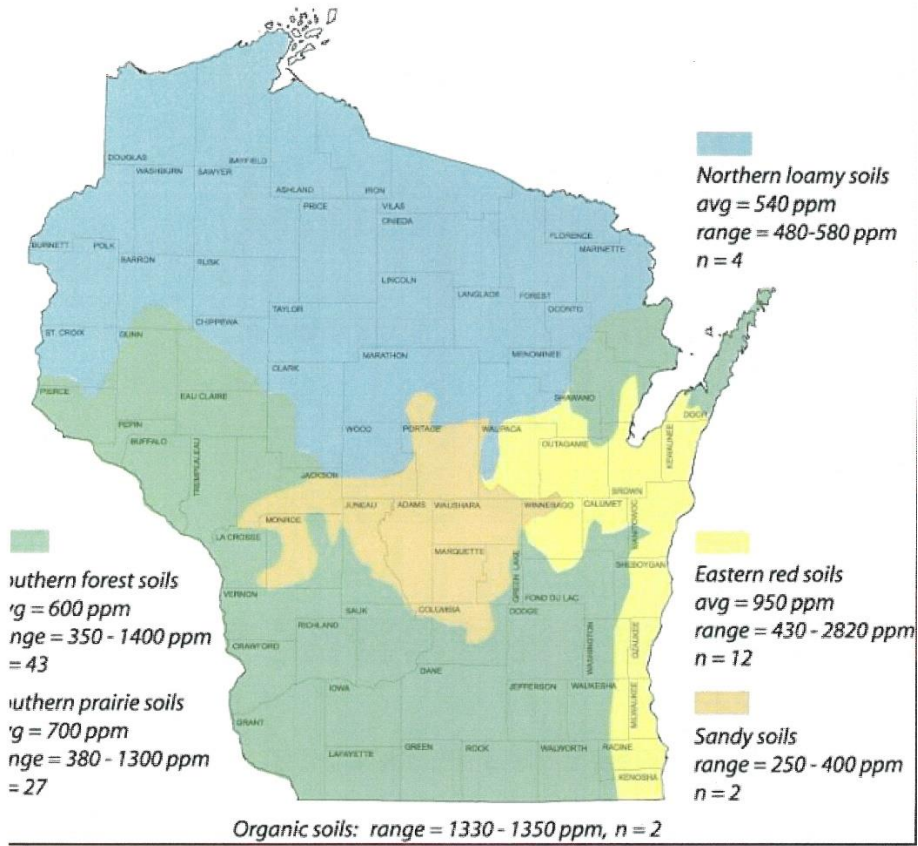 DOUGLAS
BAYFIELD
WASHBURN
SAWYER
ASHLAND
IRON
PRICE
VILAS
ONIEDA
FLORENCE
MARINETTE
BURNETT
POLK
BARRON
RUSK
LINCOLN
LANGLADE
FOREST
OCONTO
TAYLOR
ST. CROIX
DUNN
CHIPPEWA
MARATHON
MENOMINEE
CLARK
PIERCE
EAU CLAIRE
SHAWANO
DOOR
PEPIN
BUFFALO
TREMPEALEAU
WOOD
PORTAGE
WAUPACA
OUTAGAMIE
KEWAUNEE
JACKSON
BROWN
MONROE
JUNEAU
ADAMS
WAUSHARA
WINNEBAGO
CALUMET
MANITOWOC
LA CROSSE
MARQUETTE
GREEN LAKE
SHEBOYGAN
VERNON
FOND DU LAC
SAUK
COLUMBIA
DODGE
RICHLAND
CRAWFORD
WASHINGTON
OZAUKEE
DANE
IOWA
JEFFERSON
WAUKESHA
MILWAUKEE
GRANT
LAFAYETTE
GREEN
ROCK
WALWORTH
RACINE
KENOSHA
Northern loamy soils
avg = 540 ppm
range = 480-580 ppm
n = 4
outhern forest soils
vg = 600 ppm
nge = 350 - 1400 ppm
= 43
outhern prairie soils
vg = 700 ppm
nge = 380 - 1300 ppm
= 27
Eastern red soils
avg = 950 ppm
range = 430 - 2820 ppm
n = 12
Sandy soils
range = 250 - 400 ppm
n = 2
Organic soils: range = 1330 - 1350 ppm, n = 2